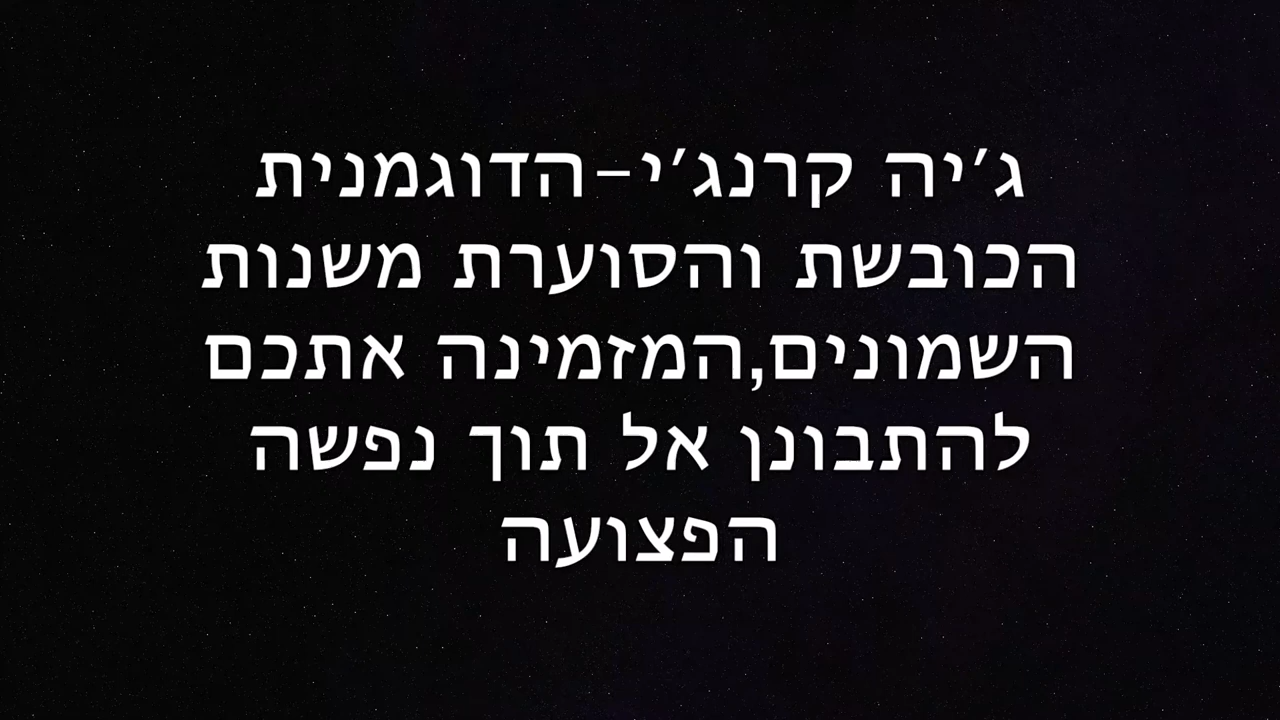 ג'יה קרנג'י-הדוגמנית
הכובשת והסוערת משנות
השמונים,המזמינה אתכם
להתבונן אל תוך נפשה
הפצועה